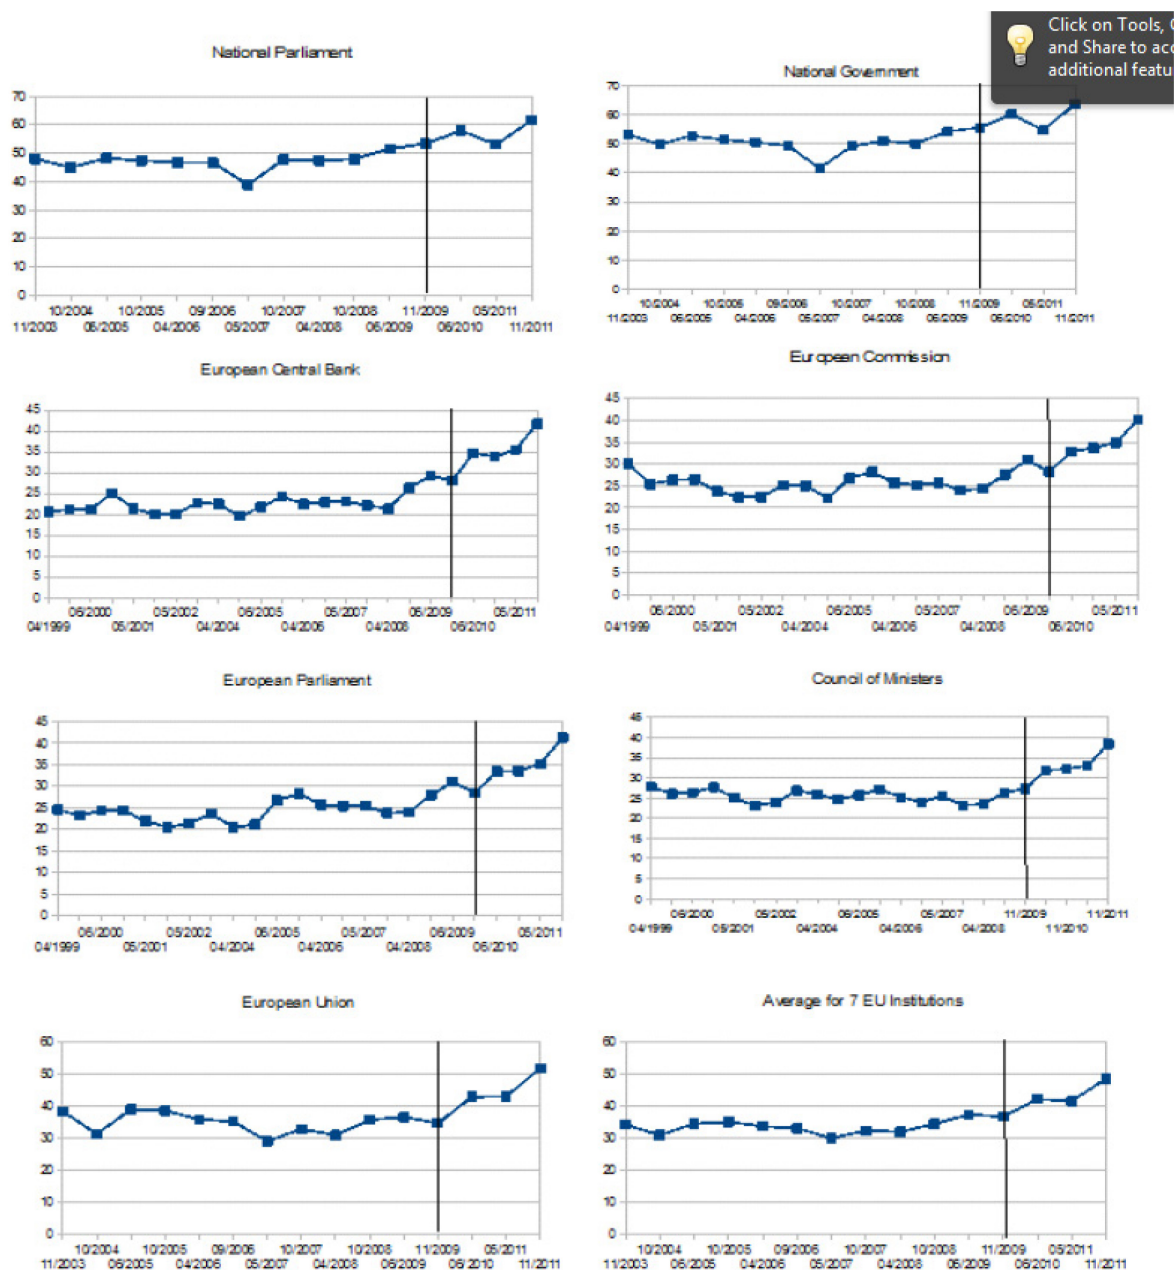 Click on Tools,
and Share to
additional
National Parliament
70
60
50
40
30
20
10
0
10/2004 10/2005 09/2006 10/2007 10/2008 11/2009 05/2011
11/2003 06/2005 04/2006 05/2007 04/2008 06/2009 06/2010 11/2011
National Government
70
60
50
40
30
20
10
0
10/2004 10/2005 09/2006 10/2007 10/2008 11/2009 05/2011
11/2003 06/2005 04/2006 05/2007 04/2008 06/2009 06/2010 11/2011
European Central Bank
45
40
35
30
25
20
15
10
5
0
06/2000 05/2002 06/2005 05/2007 06/2009 05/2011
04/1999 05/2001 04/2004 04/2006 04/2008 06/2010
European Commission
45
40
35
30
25
20
15
10
5
0
06/2000 05/2002 06/2005 05/2007 06/2009 05/2011
04/1999 05/2001 04/2004 04/2006 04/2008 06/2010
European Parliament
45
40
35
30
25
20
15
10
5
0
06/2000 05/2002 06/2005 05/2007 06/2009 05/2011
04/1999 05/2001 04/2004 04/2006 04/2008 06/2010
Council of Ministers
45
40
35
30
25
20
15
10
5
0
06/2000 05/2002 06/2005 05/2007 11/2009 11/2011
04/1999 05/2001 04/2004 04/2006 04/2008 11/2010
European Union
60
50
40
30
20
10
0
10/2004 10/2005 09/2006 10/2007 10/2008 11/2009 05/2011
11/2003 06/2005 04/2006 05/2007 04/2008 06/2009 06/2010 11/2011
Average for 7 EU Institutions
60
50
40
30
20
10
0
10/2004 10/2005 09/2006 10/2007 10/2008 11/2009 05/2011
11/2003 06/2005 04/2006 05/2007 04/2008 06/2009 06/2010 11/2011